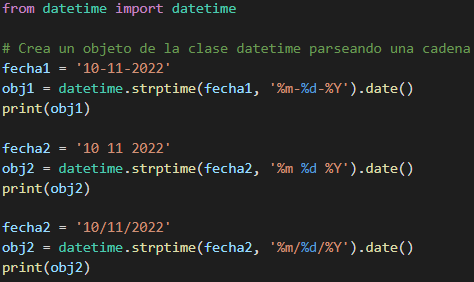 from datetime import datetime
# Crea un objeto de la clase datetime parseando una cadena
fecha1 = '10-11-2022'
obj1 = datetime.strptime(fecha1, '%m-%d-%Y').date()
print(obj1)
fecha2 = '10 11 2022'
obj2 = datetime.strptime(fecha2, '%m %d %Y').date()
print(obj2)
fecha2 = '10/11/2022'
obj2 = datetime.strptime(fecha2, '%m/%d/%Y').date()
print(obj2)